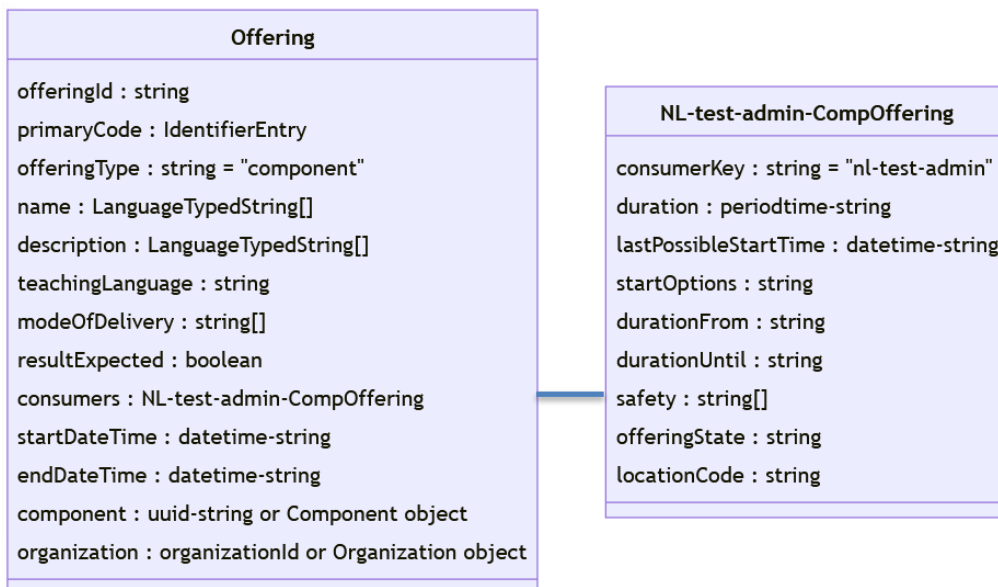 Offering
offeringId : string
primaryCode : IdentifierEntry
offeringType : string = "component"
name : LanguageTypedString[]
description : LanguageTypedString[]
teachingLanguage : string
modeOfDelivery : string[]
resultExpected : boolean
consumers : NL-test-admin-CompOffering
startDateTime : datetime-string
endDateTime : datetime-string
component : uuid-string or Component object
organization : organizationId or Organization object
NL-test-admin-CompOffering
consumerKey : string = "nl-test-admin"
duration : periodtime-string
lastPossibleStartTime : datetime-string
startOptions : string
durationFrom : string
durationUntil : string
safety : string[]
offeringState : string
locationCode : string